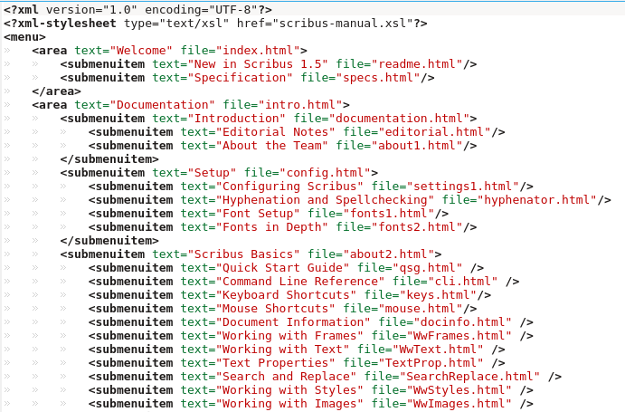 <?xml version="1.0" encoding="UTF-8"?>
<?xml-stylesheet type="text/xsl" href="scribus-manual.xsl"?>
<menu>
<area text="Welcome" file="index.html">
<submenuitem text="New in Scribus 1.5" file="readme.html"/>
<submenuitem text="Specification" file="specs.html"/>
</area>
<area text="Documentation" file="intro.html">
<submenuitem text="Introduction" file="documentation.html">
<submenuitem text="Editorial Notes" file="editorial.html"/>
<submenuitem text="About the Team" file="about1.html"/>
</submenuitem>
<submenuitem text="Setup" file="config.html">
<submenuitem text="Configuring Scribus" file="settings1.html"/>
<submenuitem text="Hyphenation and Spellchecking" file="hyphenator.html"/>
<submenuitem text="Font Setup" file="fonts1.html"/>
<submenuitem text="Fonts in Depth" file="fonts2.html"/>
</submenuitem>
<submenuitem text="Scribus Basics" file="about2.html">
<submenuitem text="Quick Start Guide" file="qsg.html" />
<submenuitem text="Command Line Reference" file="cli.html" />
<submenuitem text="Keyboard Shortcuts" file="keys.html"/>
<submenuitem text="Mouse Shortcuts" file="mouse.html"/>
<submenuitem text="Document Information" file="docinfo.html" />
<submenuitem text="Working with Frames" file="WwFrames.html" />
<submenuitem text="Working with Text" file="WwText.html" />
<submenuitem text="Text Properties" file="TextProp.html" />
<submenuitem text="Search and Replace" file="SearchReplace.html" />
<submenuitem text="Working with Styles" file="WwStyles.html" />
<submenuitem text="Working with Images" file="WwImages.html" />